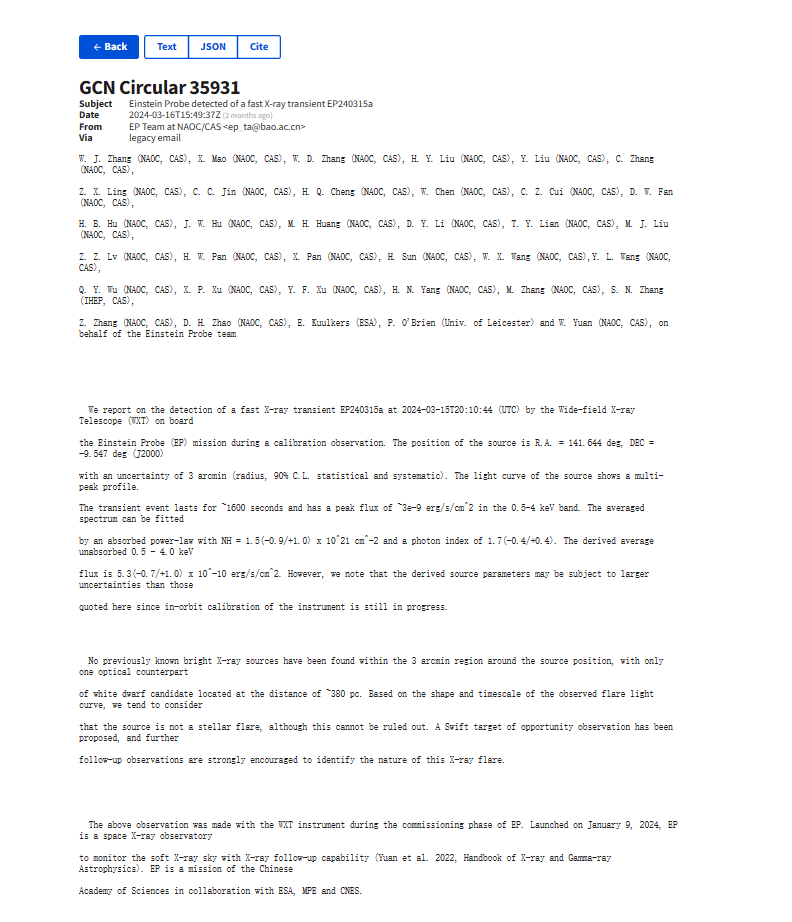 ← Back
Text
JSON
Cite
GCN Circular 35931
Subject Einstein Probe detected of a fast X-ray transient EP240315a
Date 2024-03-16T15:49:37Z (2 months ago)
From EP Team at NAOC/CAS <ep_ta@bao.ac.cn>
Via legacy email
W. J. Zhang (NAOC, CAS), X. Mao (NAOC, CAS), W. D. Zhang (NAOC, CAS), H. Y. Liu (NAOC, CAS), Y. Liu (NAOC, CAS), C. Zhang
(NAOC, CAS),
Z. X. Ling (NAOC, CAS), C. C. Jin (NAOC, CAS), H. Q. Cheng (NAOC, CAS), W. Chen (NAOC, CAS), C. Z. Cui (NAOC, CAS), D. W. Fan
(NAOC, CAS),
H. B. Hu (NAOC, CAS), J. W. Hu (NAOC, CAS), M. H. Huang (NAOC, CAS), D. Y. Li (NAOC, CAS), T. Y. Lian (NAOC, CAS), M. J. Liu
(NAOC, CAS),
Z. Z. Lv (NAOC, CAS), H. W. Pan (NAOC, CAS), X. Pan (NAOC, CAS), H. Sun (NAOC, CAS), W. X. Wang (NAOC, CAS),Y. L. Wang (NAOC,
CAS),
Q. Y. Wu (NAOC, CAS), X. P. Xu (NAOC, CAS), Y. F. Xu (NAOC, CAS), H. N. Yang (NAOC, CAS), M. Zhang (NAOC, CAS), S. N. Zhang
(IHEP, CAS),
Z. Zhang (NAOC, CAS), D. H. Zhao (NAOC, CAS), E. Kuulkers (ESA), P. O'Brien (Univ. of Leicester) and W. Yuan (NAOC, CAS), on
behalf of the Einstein Probe team
We report on the detection of a fast X-ray transient EP240315a at 2024-03-15T20:10:44 (UTC) by the Wide-field X-ray
Telescope (WXT) on board
the Einstein Probe (EP) mission during a calibration observation. The position of the source is R.A. = 141.644 deg, DEC =
-9.547 deg (J2000)
with an uncertainty of 3 arcmin (radius, 90% C.L. statistical and systematic). The light curve of the source shows a multi-
peak profile.
The transient event lasts for ~1600 seconds and has a peak flux of ~3e-9 erg/s/cm^2 in the 0.5-4 keV band. The averaged
spectrum can be fitted
by an absorbed power-law with NH = 1.5(-0.9/+1.0) x 10^21 cm^-2 and a photon index of 1.7(-0.4/+0.4). The derived average
unabsorbed 0.5 - 4.0 keV
flux is 5.3(-0.7/+1.0) x 10^-10 erg/s/cm^2. However, we note that the derived source parameters may be subject to larger
uncertainties than those
quoted here since in-orbit calibration of the instrument is still in progress.
No previously known bright X-ray sources have been found within the 3 arcmin region around the source position, with only
one optical counterpart
of white dwarf candidate located at the distance of ~380 pc. Based on the shape and timescale of the observed flare light
curve, we tend to consider
that the source is not a stellar flare, although this cannot be ruled out. A Swift target of opportunity observation has been
proposed, and further
follow-up observations are strongly encouraged to identify the nature of this X-ray flare.
The above observation was made with the WXT instrument during the commissioning phase of EP. Launched on January 9, 2024, EP
is a space X-ray observatory
to monitor the soft X-ray sky with X-ray follow-up capability (Yuan et al. 2022, Handbook of X-ray and Gamma-ray
Astrophysics). EP is a mission of the Chinese
Academy of Sciences in collaboration with ESA, MPE and CNES.